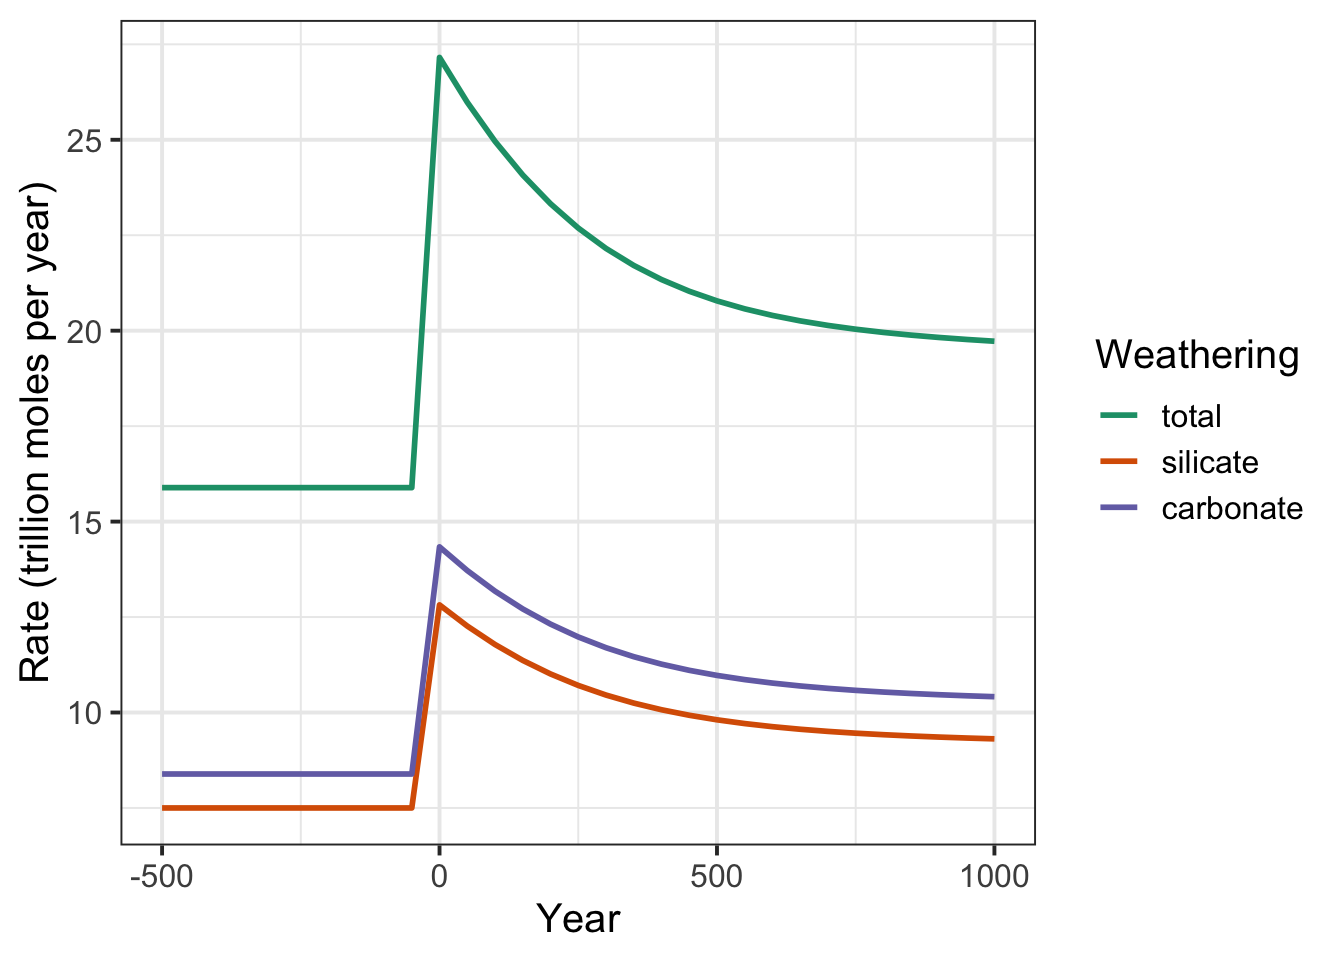 25
20
15
10
-500 0 500 1000
Year
Rate (trillion moles per year)
Weathering
total
silicate
carbonate